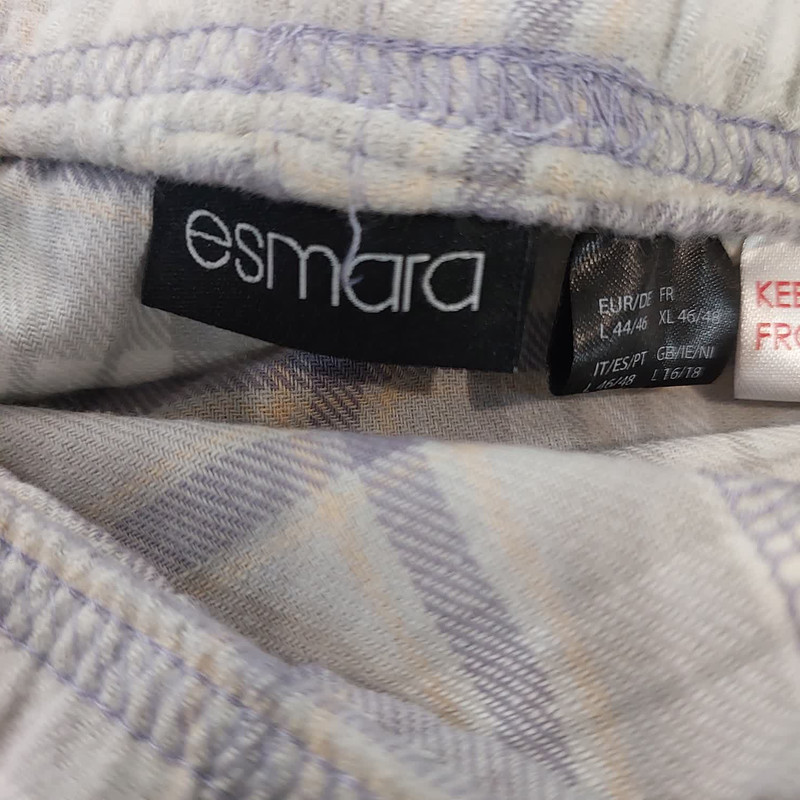 esmara
EUR/DE FR
L 44/46 XL 46/48
IT/ES/PT GB/IE/NI
L 46/48 L 16/18
KEE
FRO